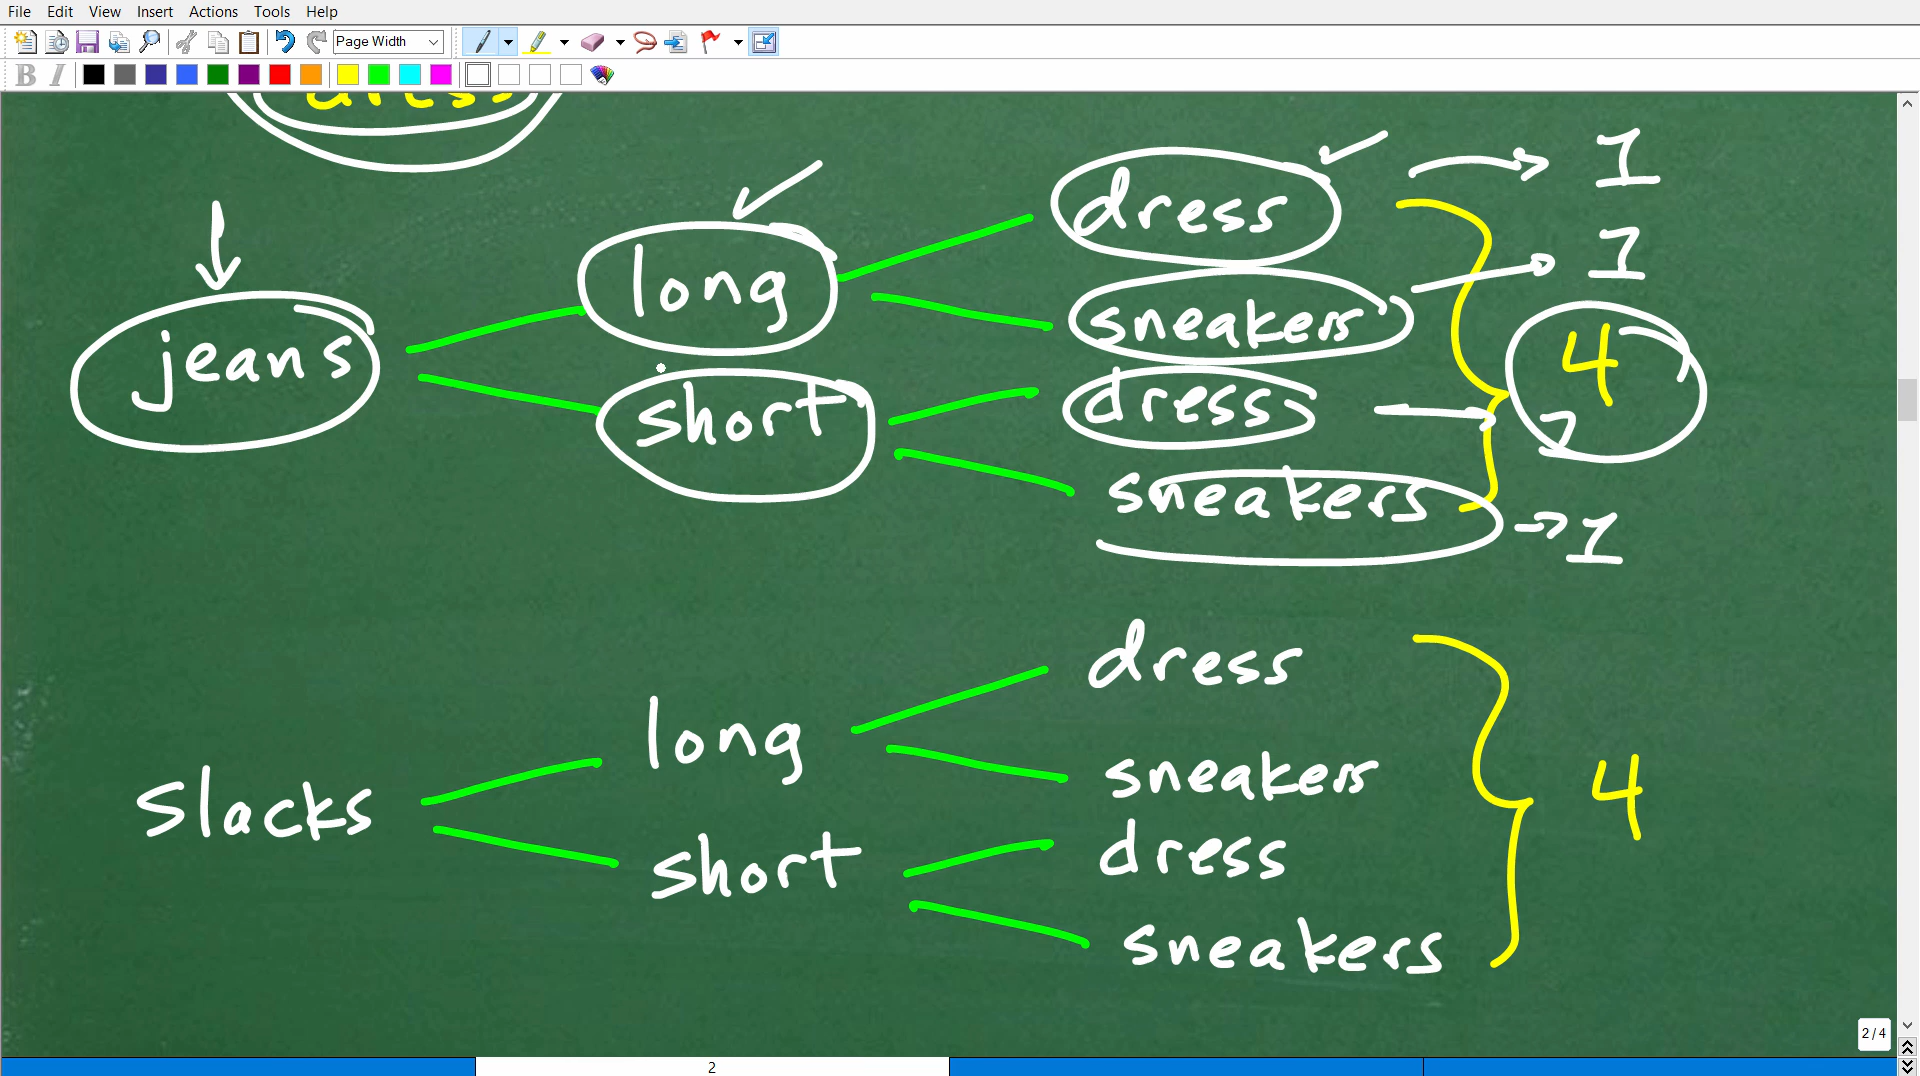 File Edit View Insert Actions Tools Help
Page Width
B I
dress
jeans
long
short
dress → 1
sneakers → 1
dress →
sneakers → 1
4
Slacks
long
short
dress
sneakers
dress
sneakers
4
2 / 4
2